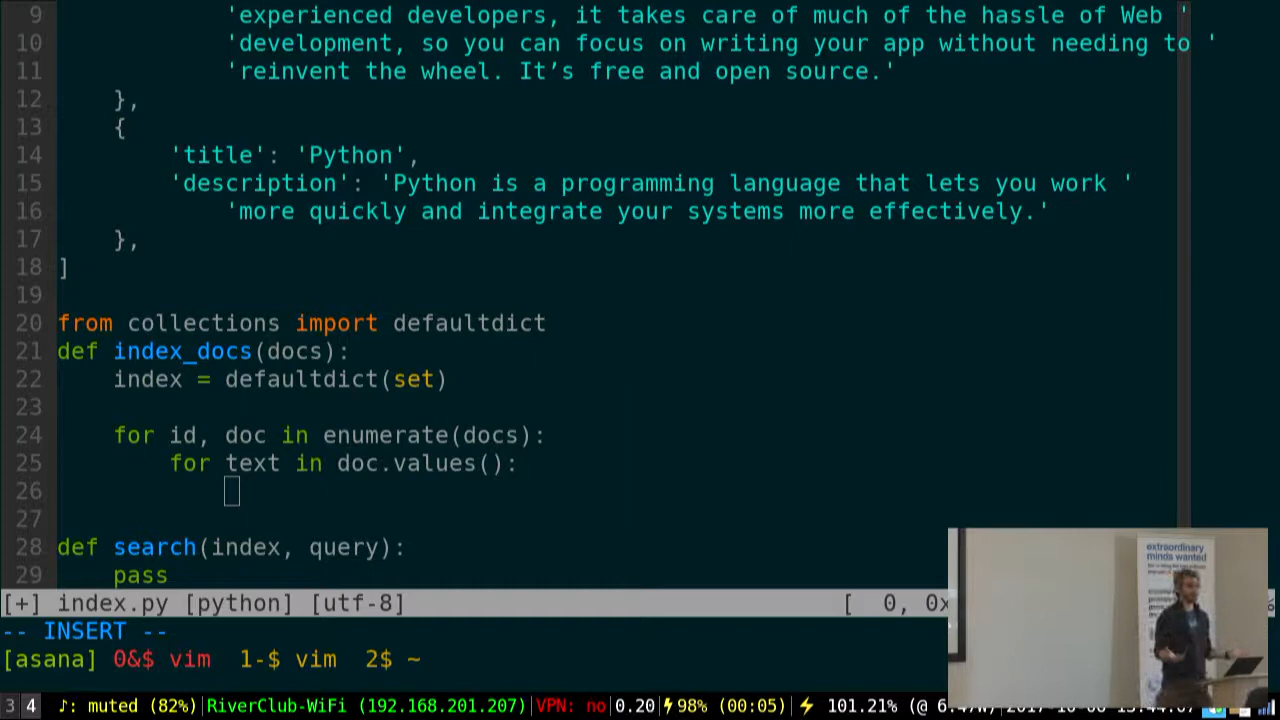 9 'experienced developers, it takes care of much of the hassle of Web '
10 'development, so you can focus on writing your app without needing to '
11 'reinvent the wheel. It’s free and open source.'
12 },
13 {
14 'title': 'Python',
15 'description': 'Python is a programming language that lets you work '
16 'more quickly and integrate your systems more effectively.'
17 },
18 ]
19
20 from collections import defaultdict
21 def index_docs(docs):
22 index = defaultdict(set)
23
24 for id, doc in enumerate(docs):
25 for text in doc.values():
26
27
28 def search(index, query):
29 pass
[+] index.py [python] [utf-8] [ 0, 0x
-- INSERT --
[asana] 0&$ vim 1-$ vim 2$ ~
3 4 ♪: muted (82%)|RiverClub-WiFi (192.168.201.207)|VPN: no|0.20|⚡98% (00:05)|⚡ 101.21% (@
extraordinary
minds wanted